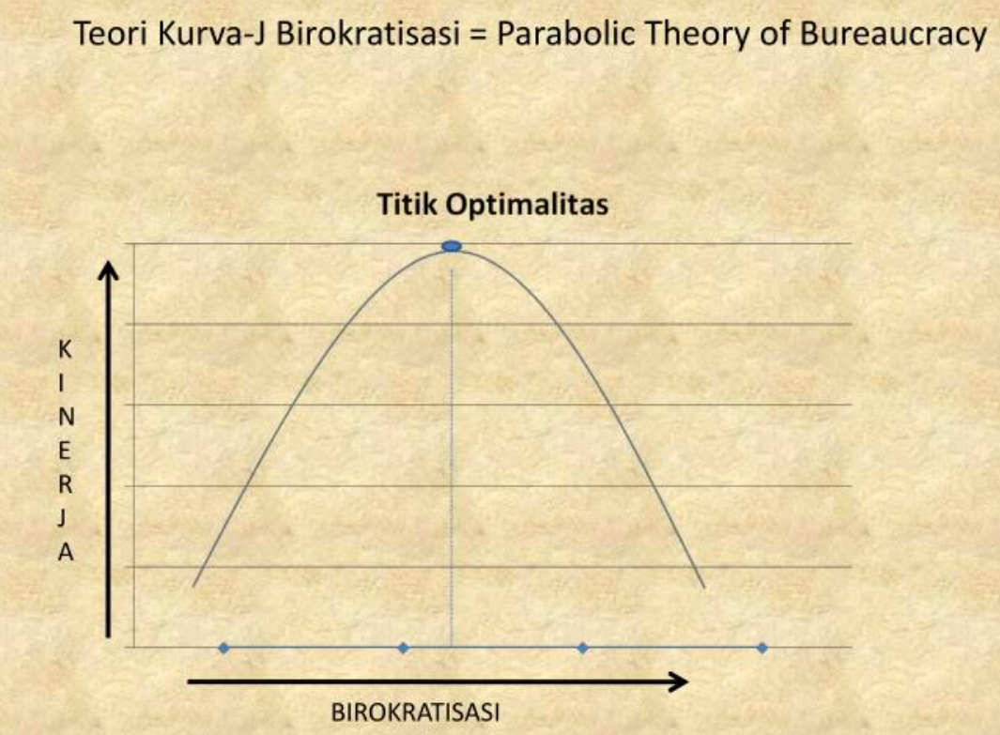 Teori Kurva-J Birokratisasi = Parabolic Theory of Bureaucracy
Titik Optimalitas
K
I
N
E
R
J
A
BIROKRATISASI